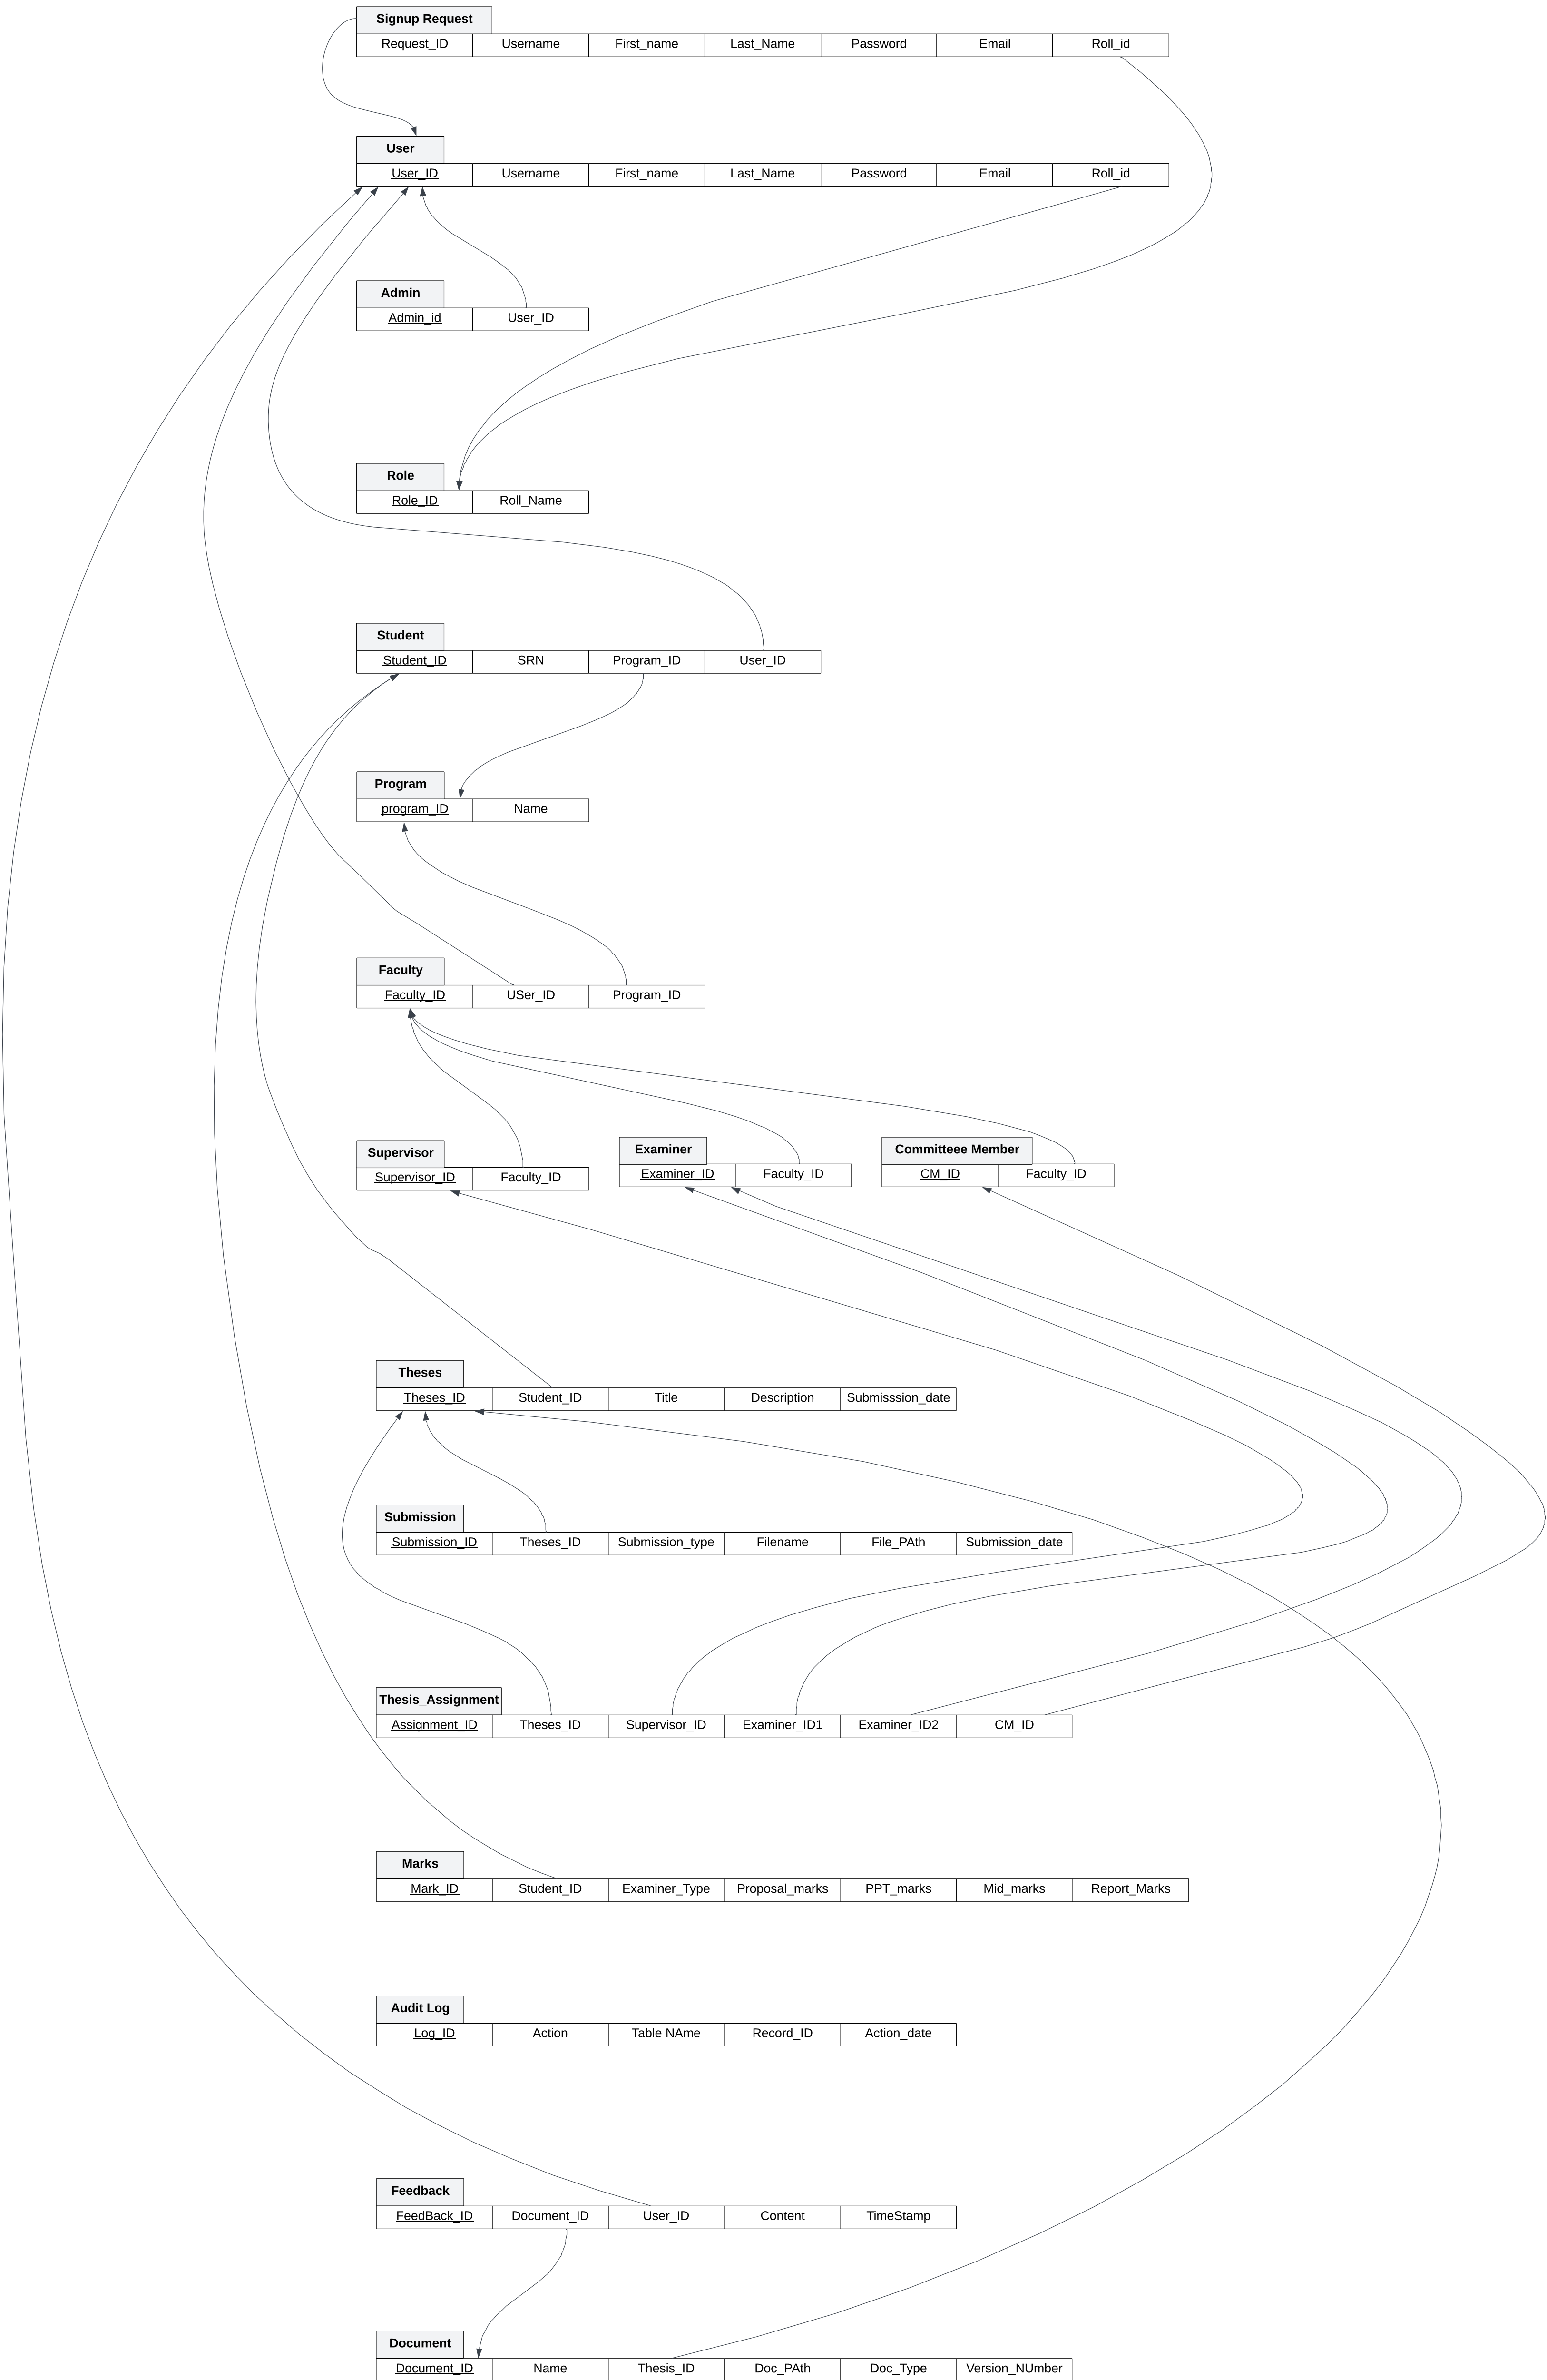 Signup Request
Request_ID Username First_name Last_Name Password Email Roll_id
User
User_ID Username First_name Last_Name Password Email Roll_id
Admin
Admin_id User_ID
Role
Role_ID Roll_Name
Student
Student_ID SRN Program_ID User_ID
Program
program_ID Name
Faculty
Faculty_ID USer_ID Program_ID
Supervisor Examiner Committeee Member
Supervisor_ID Faculty_ID Examiner_ID Faculty_ID CM_ID Faculty_ID
Theses
Theses_ID Student_ID Title Description Submisssion_date
Submission
Submission_ID Theses_ID Submission_type Filename File_PAth Submission_date
Thesis_Assignment
Assignment_ID Theses_ID Supervisor_ID Examiner_ID1 Examiner_ID2 CM_ID
Marks
Mark_ID Student_ID Examiner_Type Proposal_marks PPT_marks Mid_marks Report_Marks
Audit Log
Log_ID Action Table NAme Record_ID Action_date
Feedback
FeedBack_ID Document_ID User_ID Content TimeStamp
Document
Document_ID Name Thesis_ID Doc_PAth Doc_Type Version_NUmber